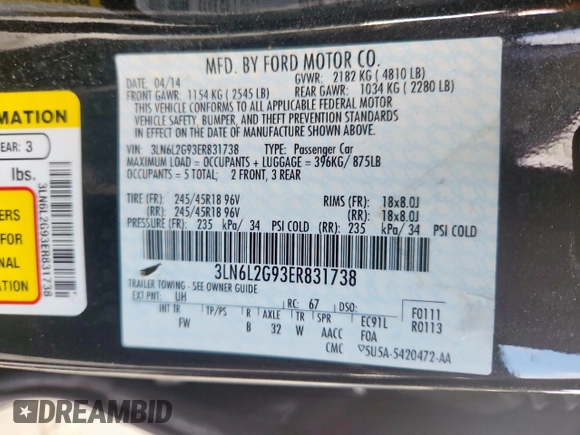 MFD. BY FORD MOTOR CO.
DATE: 04/14 GVWR: 2182 KG ( 4810 LB)
FRONT GAWR: 1154 KG ( 2545 LB) REAR GAWR: 1034 KG ( 2280 LB)
THIS VEHICLE CONFORMS TO ALL APPLICABLE FEDERAL MOTOR
VEHICLE SAFETY, BUMPER, AND THEFT PREVENTION STANDARDS
IN EFFECT ON THE DATE OF MANUFACTURE SHOWN ABOVE.
VIN: 3LN6L2G93ER831738 TYPE: Passenger Car
MAXIMUM LOAD = OCCUPANTS + LUGGAGE = 396KG/ 875LB
OCCUPANTS = 5 TOTAL; 2 FRONT, 3 REAR
TIRE (FR): 245/45R18 96V RIMS (FR): 18x8.0J
(RR): 245/45R18 96V (RR): 18x8.0J
PRESSURE (FR): 235 kPa/ 34 PSI COLD (RR): 235 kPa/ 34 PSI COLD
3LN6L2G93ER831738
TRAILER TOWING - SEE OWNER GUIDE
EXT PNT: UH RC: 67 DSO: F0111
INT TR TP/PS R AXLE TR SPR EC91L R0113
FW B 32 W AACC FOA
CMC 5U5A-5420472-AA
RMATION
EAR: 3
lbs.
ERS
FOR
NAL
N
3LN6L2G93ER831738
DREAMBID